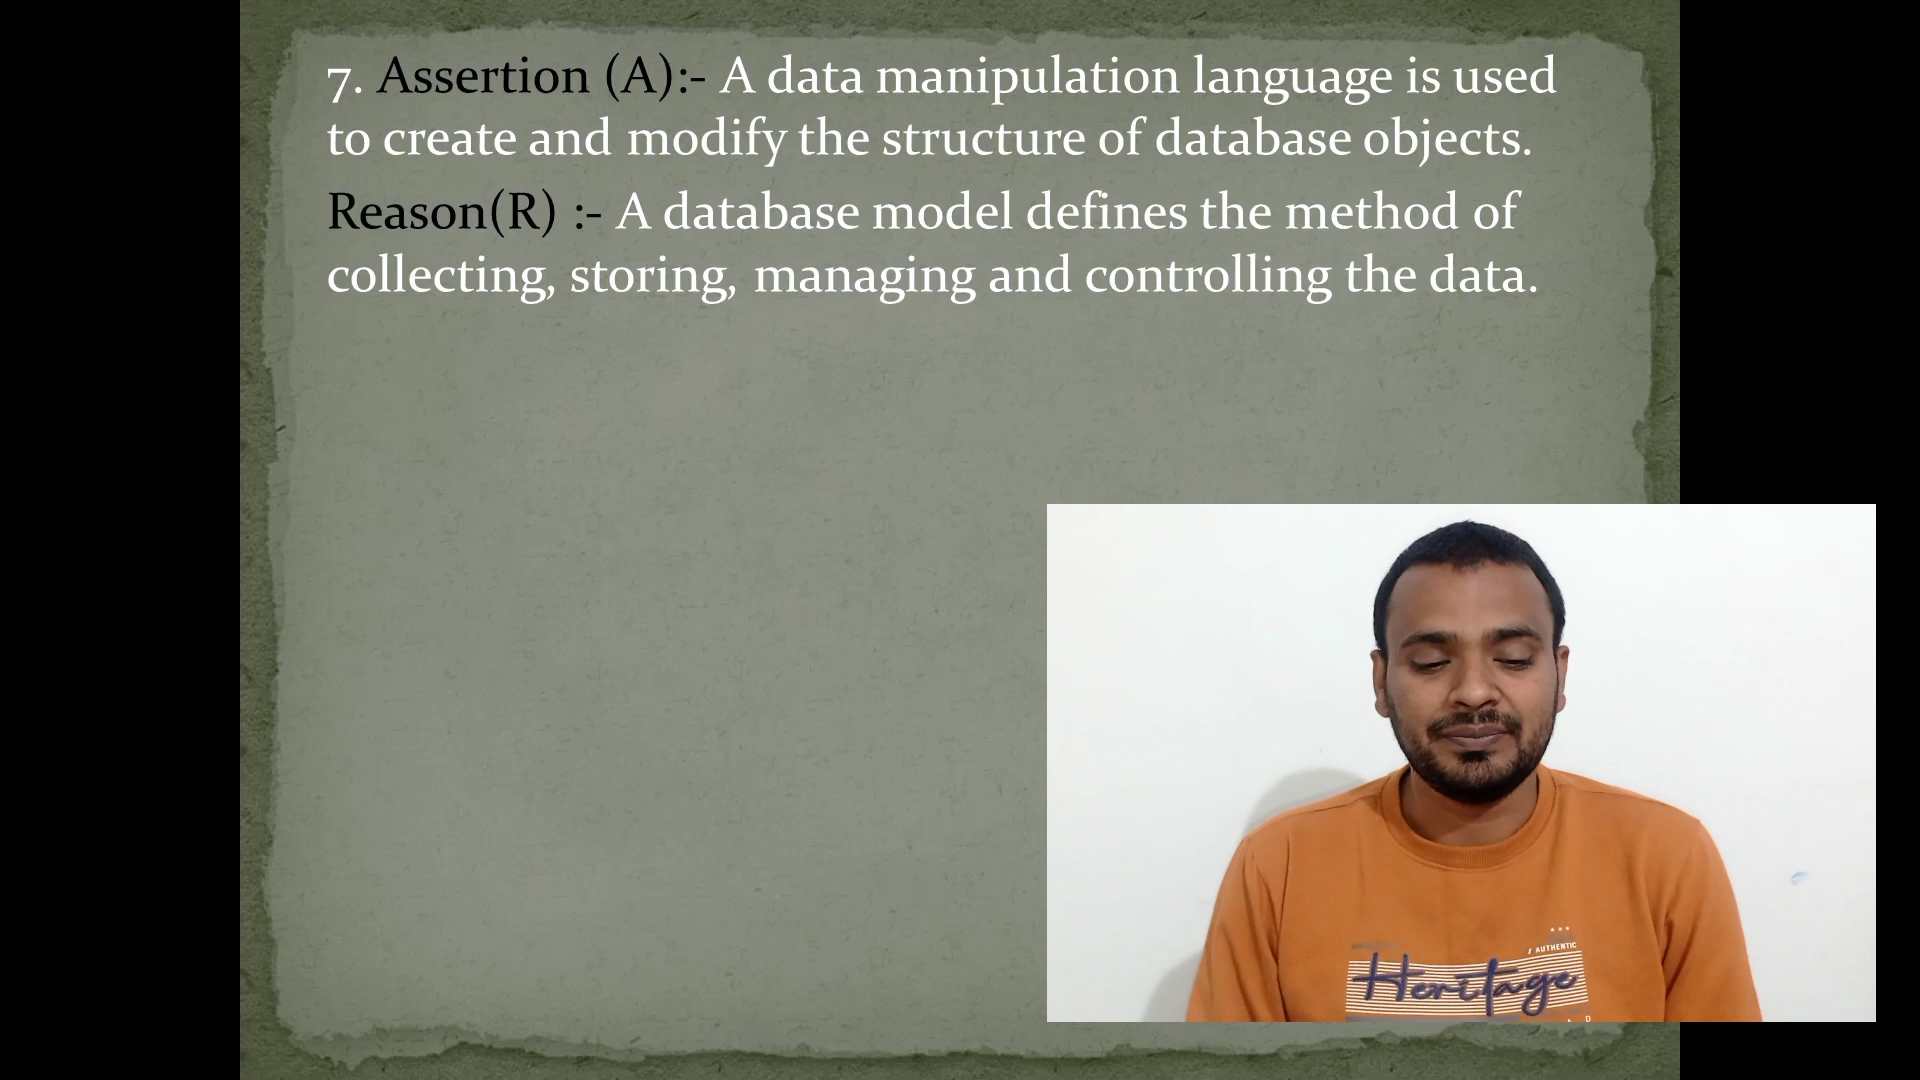 7. Assertion (A):- A data manipulation language is used
to create and modify the structure of database objects.
Reason(R) :- A database model defines the method of
collecting, storing, managing and controlling the data.
/ AUTHENTIC
Heritage